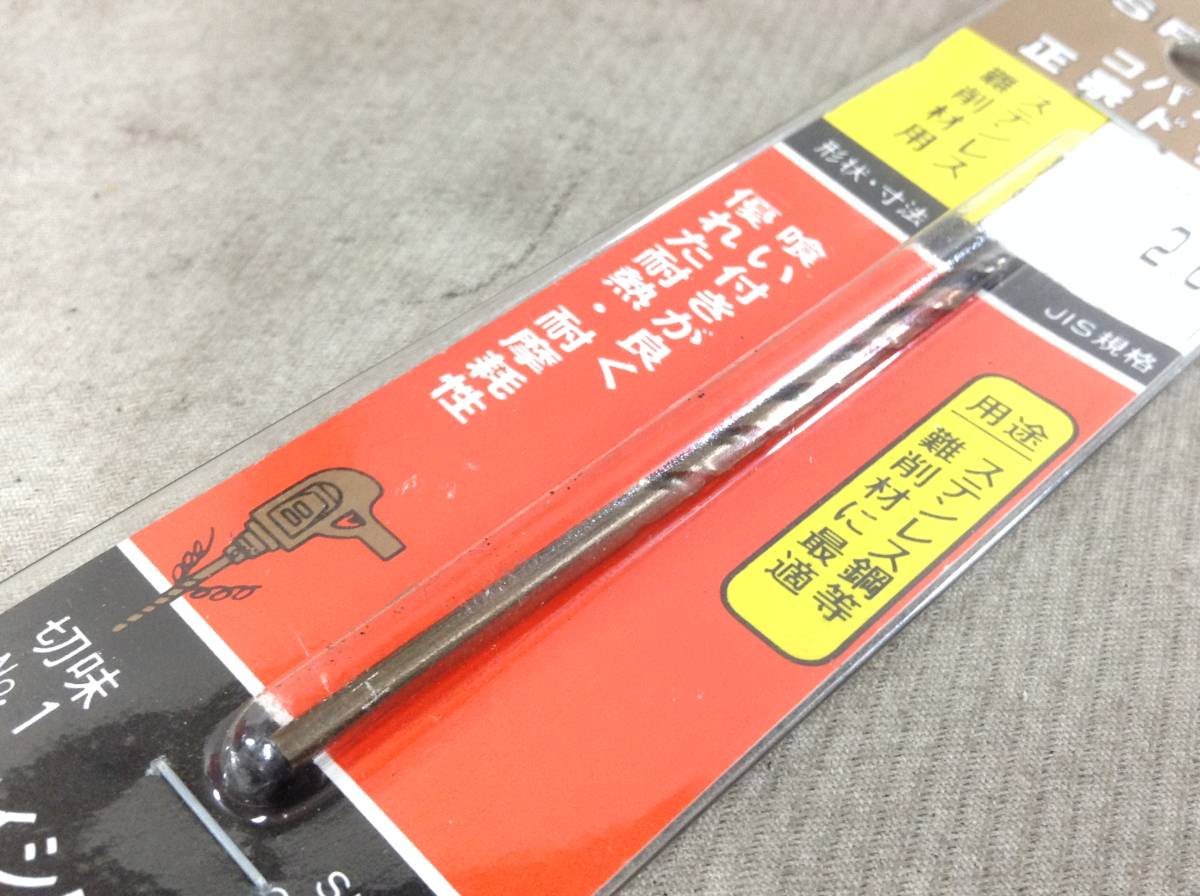 コバ
正宗ド
ステンレス
難削材用
形状・寸法
JIS規格
喰い付きが良く
優れた耐熱・耐摩耗性
用途
ステンレス鋼等
難削材に最適
切味
No.1